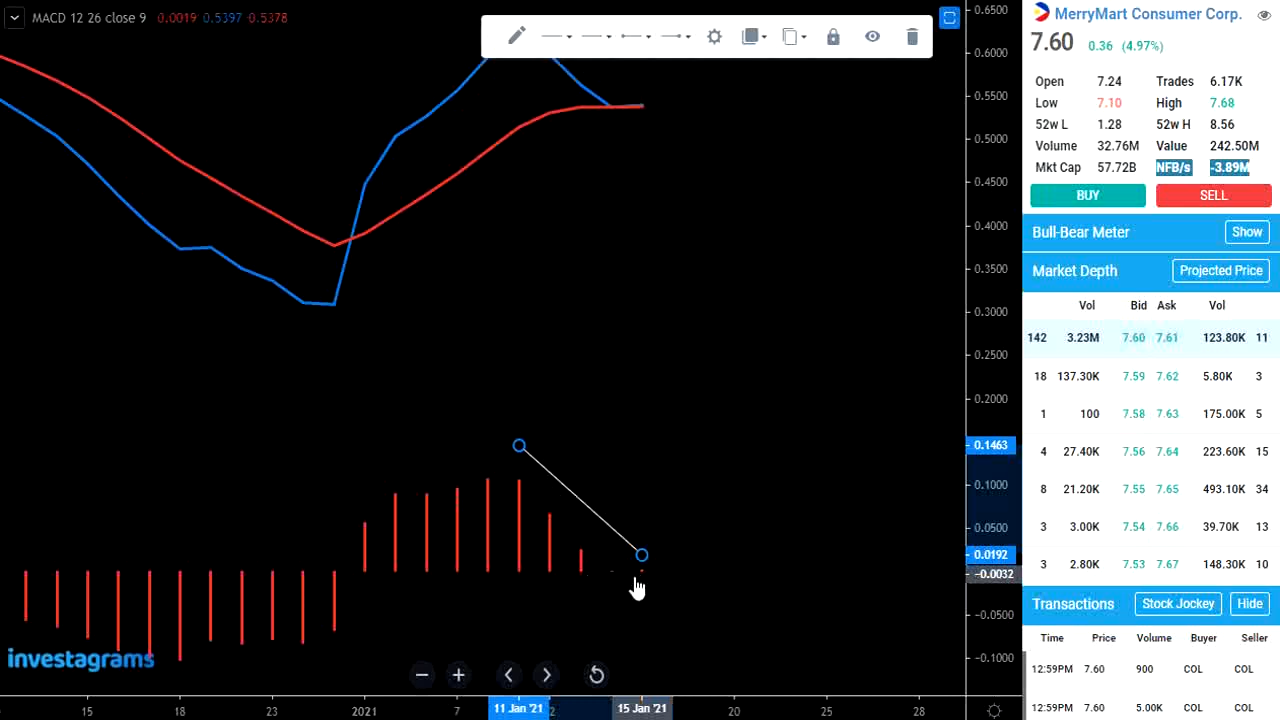 MACD 12 26 close 9 0.0019 0.5397 0.5378
0.6500
0.6000
0.5500
0.5000
0.4500
0.4000
0.3500
0.3000
0.2500
0.2000
0.1463
0.1000
0.0500
0.0192
−0.0032
−0.0500
−0.1000
investagrams
15 18 23 2021 7 11 Jan '21 2 15 Jan '21 20 25 28
MerryMart Consumer Corp.
7.60 0.36 (4.97%)
Open 7.24 Trades 6.17K
Low 7.10 High 7.68
52w L 1.28 52w H 8.56
Volume 32.76M Value 242.50M
Mkt Cap 57.72B NFB/s -3.89M
BUY SELL
Bull-Bear Meter Show
Market Depth Projected Price
Vol Bid Ask Vol
142 3.23M 7.60 7.61 123.80K 11
18 137.30K 7.59 7.62 5.80K 3
1 100 7.58 7.63 175.00K 5
4 27.40K 7.56 7.64 223.60K 15
8 21.20K 7.55 7.65 493.10K 34
3 3.00K 7.54 7.66 39.70K 13
3 2.80K 7.53 7.67 148.30K 10
Transactions Stock Jockey Hide
Time Price Volume Buyer Seller
12:59PM 7.60 900 COL COL
12:59PM 7.60 5.00K COL COL